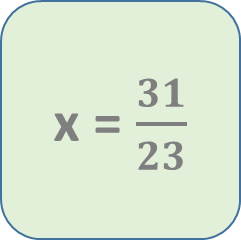 x = 31/23